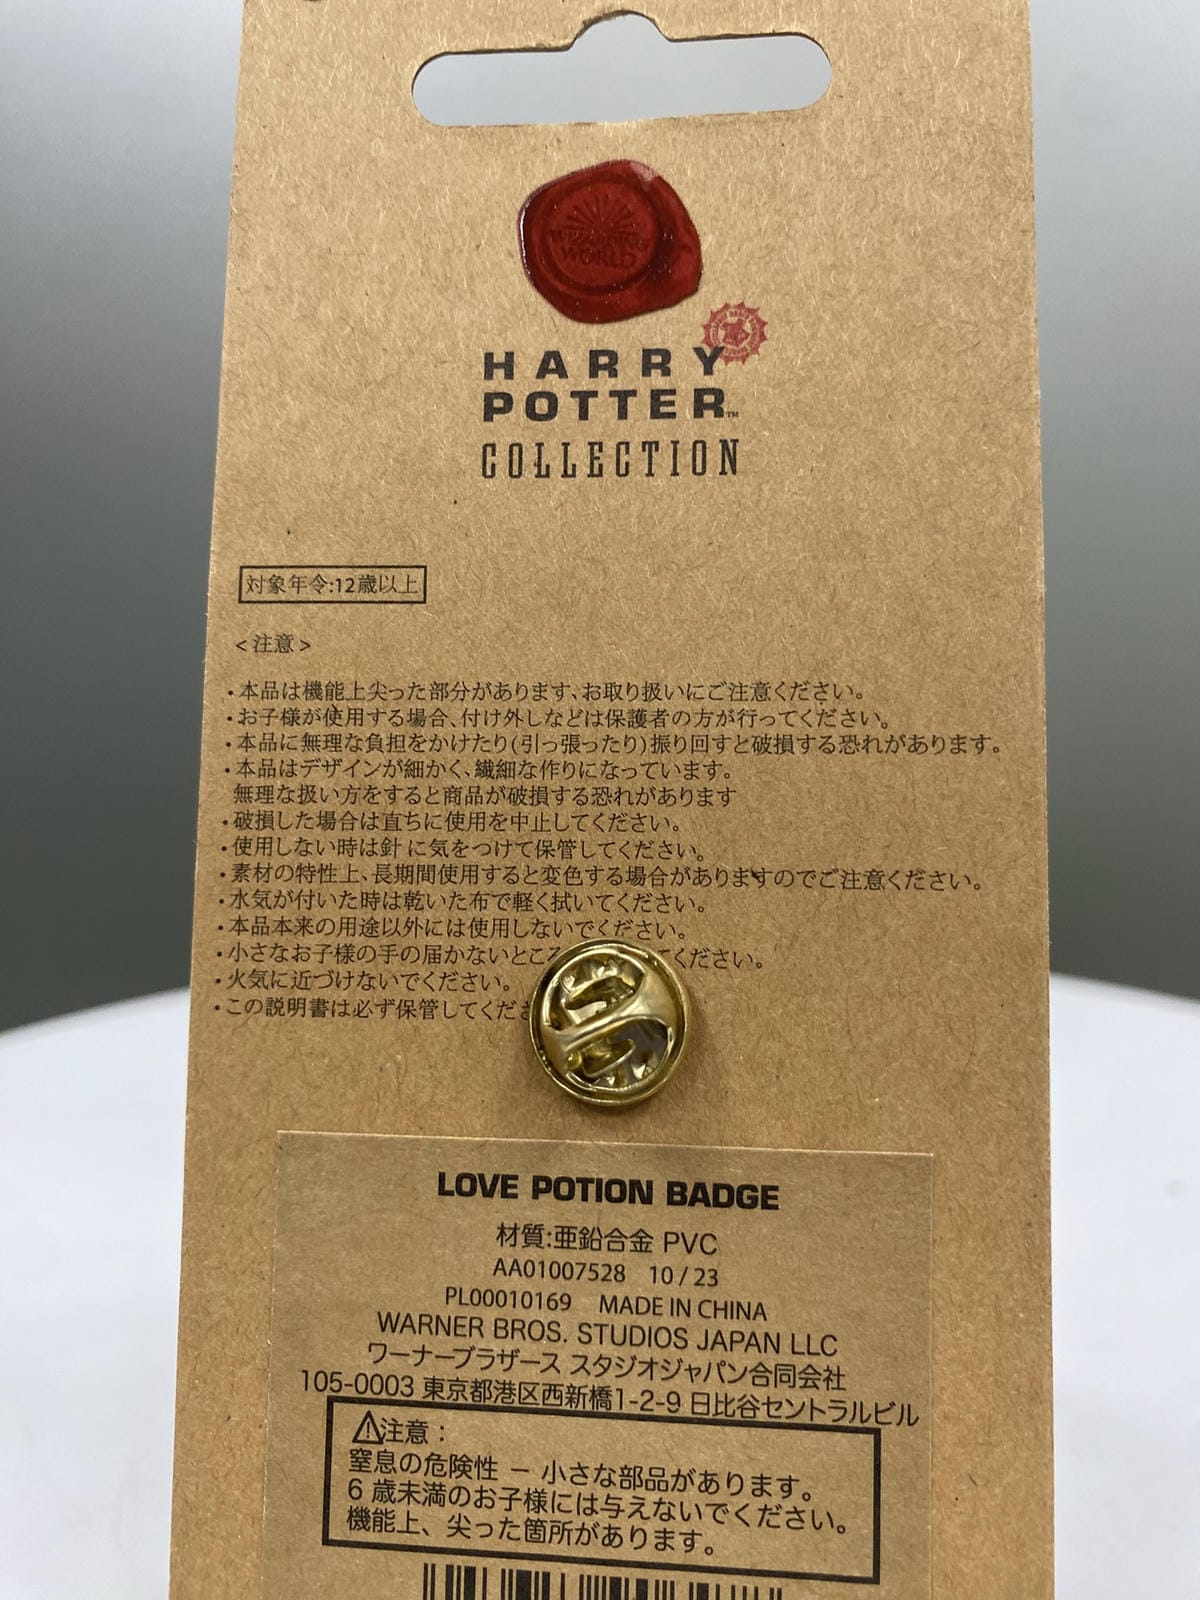 WIZARDING
WORLD
HARRY
POTTER™
COLLECTION
対象年令:12歳以上
<注意>
・本品は機能上尖った部分があります、お取り扱いにご注意ください。
・お子様が使用する場合、付け外しなどは保護者の方が行ってください。
・本品に無理な負担をかけたり(引っ張ったり)振り回すと破損する恐れがあります。
・本品はデザインが細かく、繊細な作りになっています。
無理な扱い方をすると商品が破損する恐れがあります
・破損した場合は直ちに使用を中止してください。
・使用しない時は針に気をつけて保管してください。
・素材の特性上、長期間使用すると変色する場合がありますのでご注意ください。
・水気が付いた時は乾いた布で軽く拭いてください。
・本品本来の用途以外には使用しないでください。
・小さなお子様の手の届かないところ てください。
・火気に近づけないでください。
・この説明書は必ず保管してくださ
LOVE POTION BADGE
材質:亜鉛合金 PVC
AA01007528 10 / 23
PL00010169 MADE IN CHINA
WARNER BROS. STUDIOS JAPAN LLC
ワーナーブラザース スタジオジャパン合同会社
105-0003 東京都港区西新橋1-2-9 日比谷セントラルビル
⚠注意：
窒息の危険性 － 小さな部品があります。
6 歳未満のお子様には与えないでください。
機能上、尖った箇所があります。